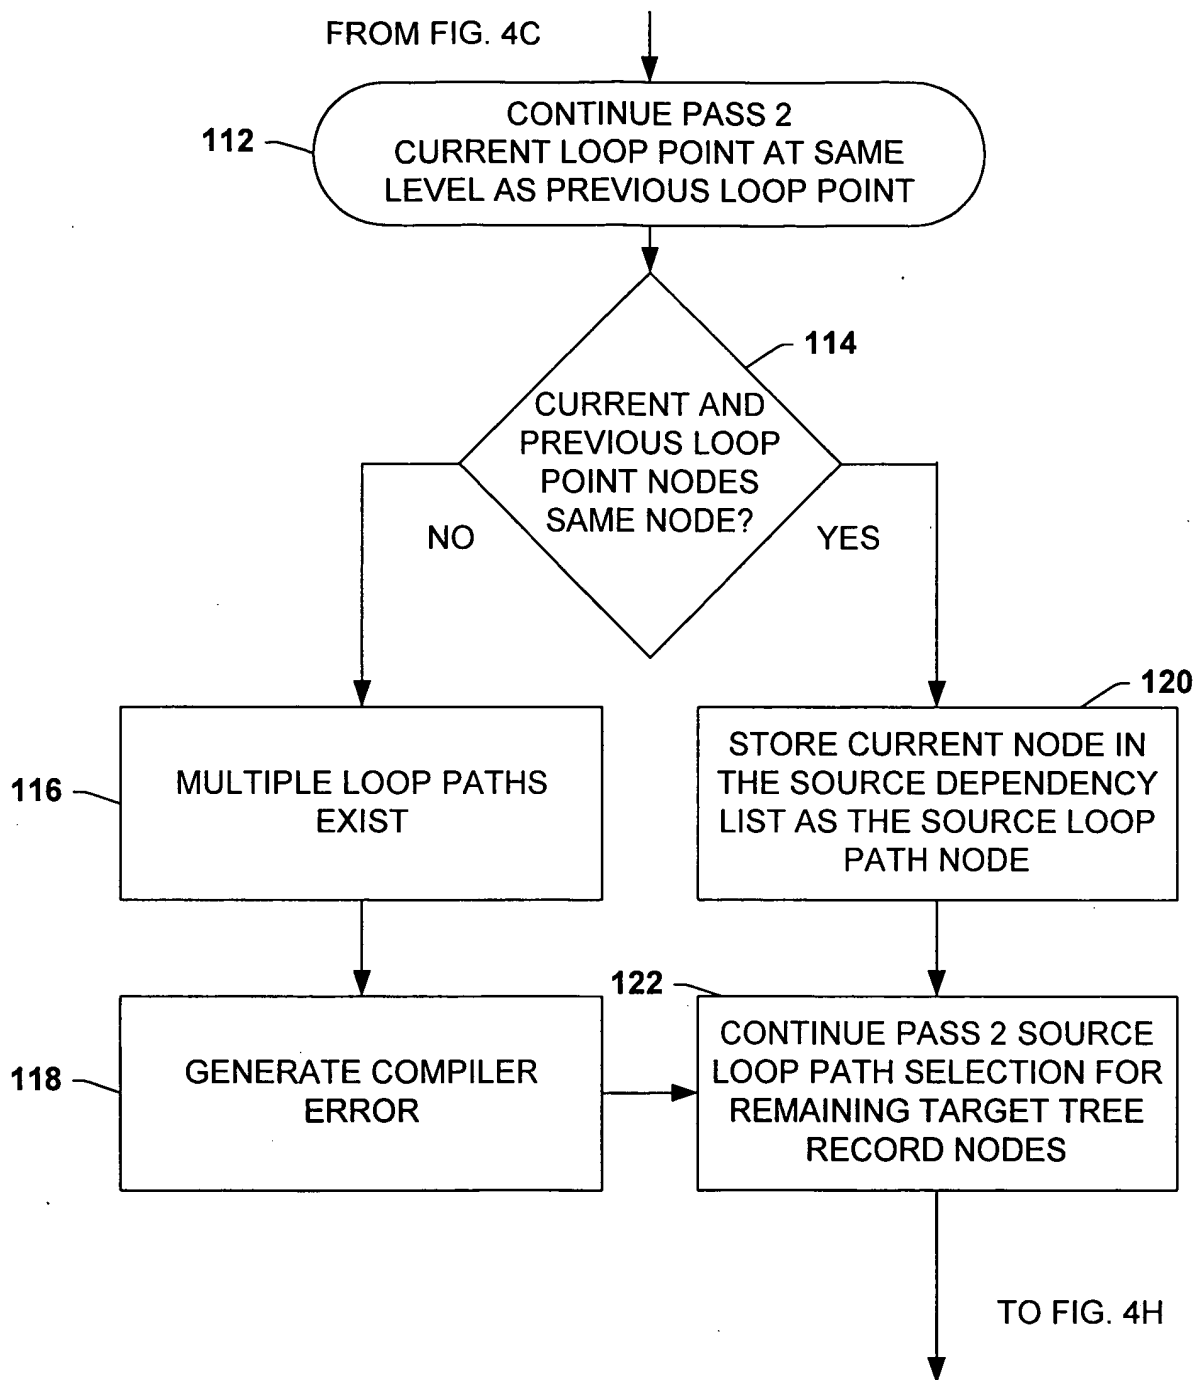 FROM FIG. 4C
112
CONTINUE PASS 2
CURRENT LOOP POINT AT SAME
LEVEL AS PREVIOUS LOOP POINT
114
CURRENT AND
PREVIOUS LOOP
POINT NODES
SAME NODE?
NO
YES
116
MULTIPLE LOOP PATHS
EXIST
120
STORE CURRENT NODE IN
THE SOURCE DEPENDENCY
LIST AS THE SOURCE LOOP
PATH NODE
118
GENERATE COMPILER
ERROR
122
CONTINUE PASS 2 SOURCE
LOOP PATH SELECTION FOR
REMAINING TARGET TREE
RECORD NODES
TO FIG. 4H